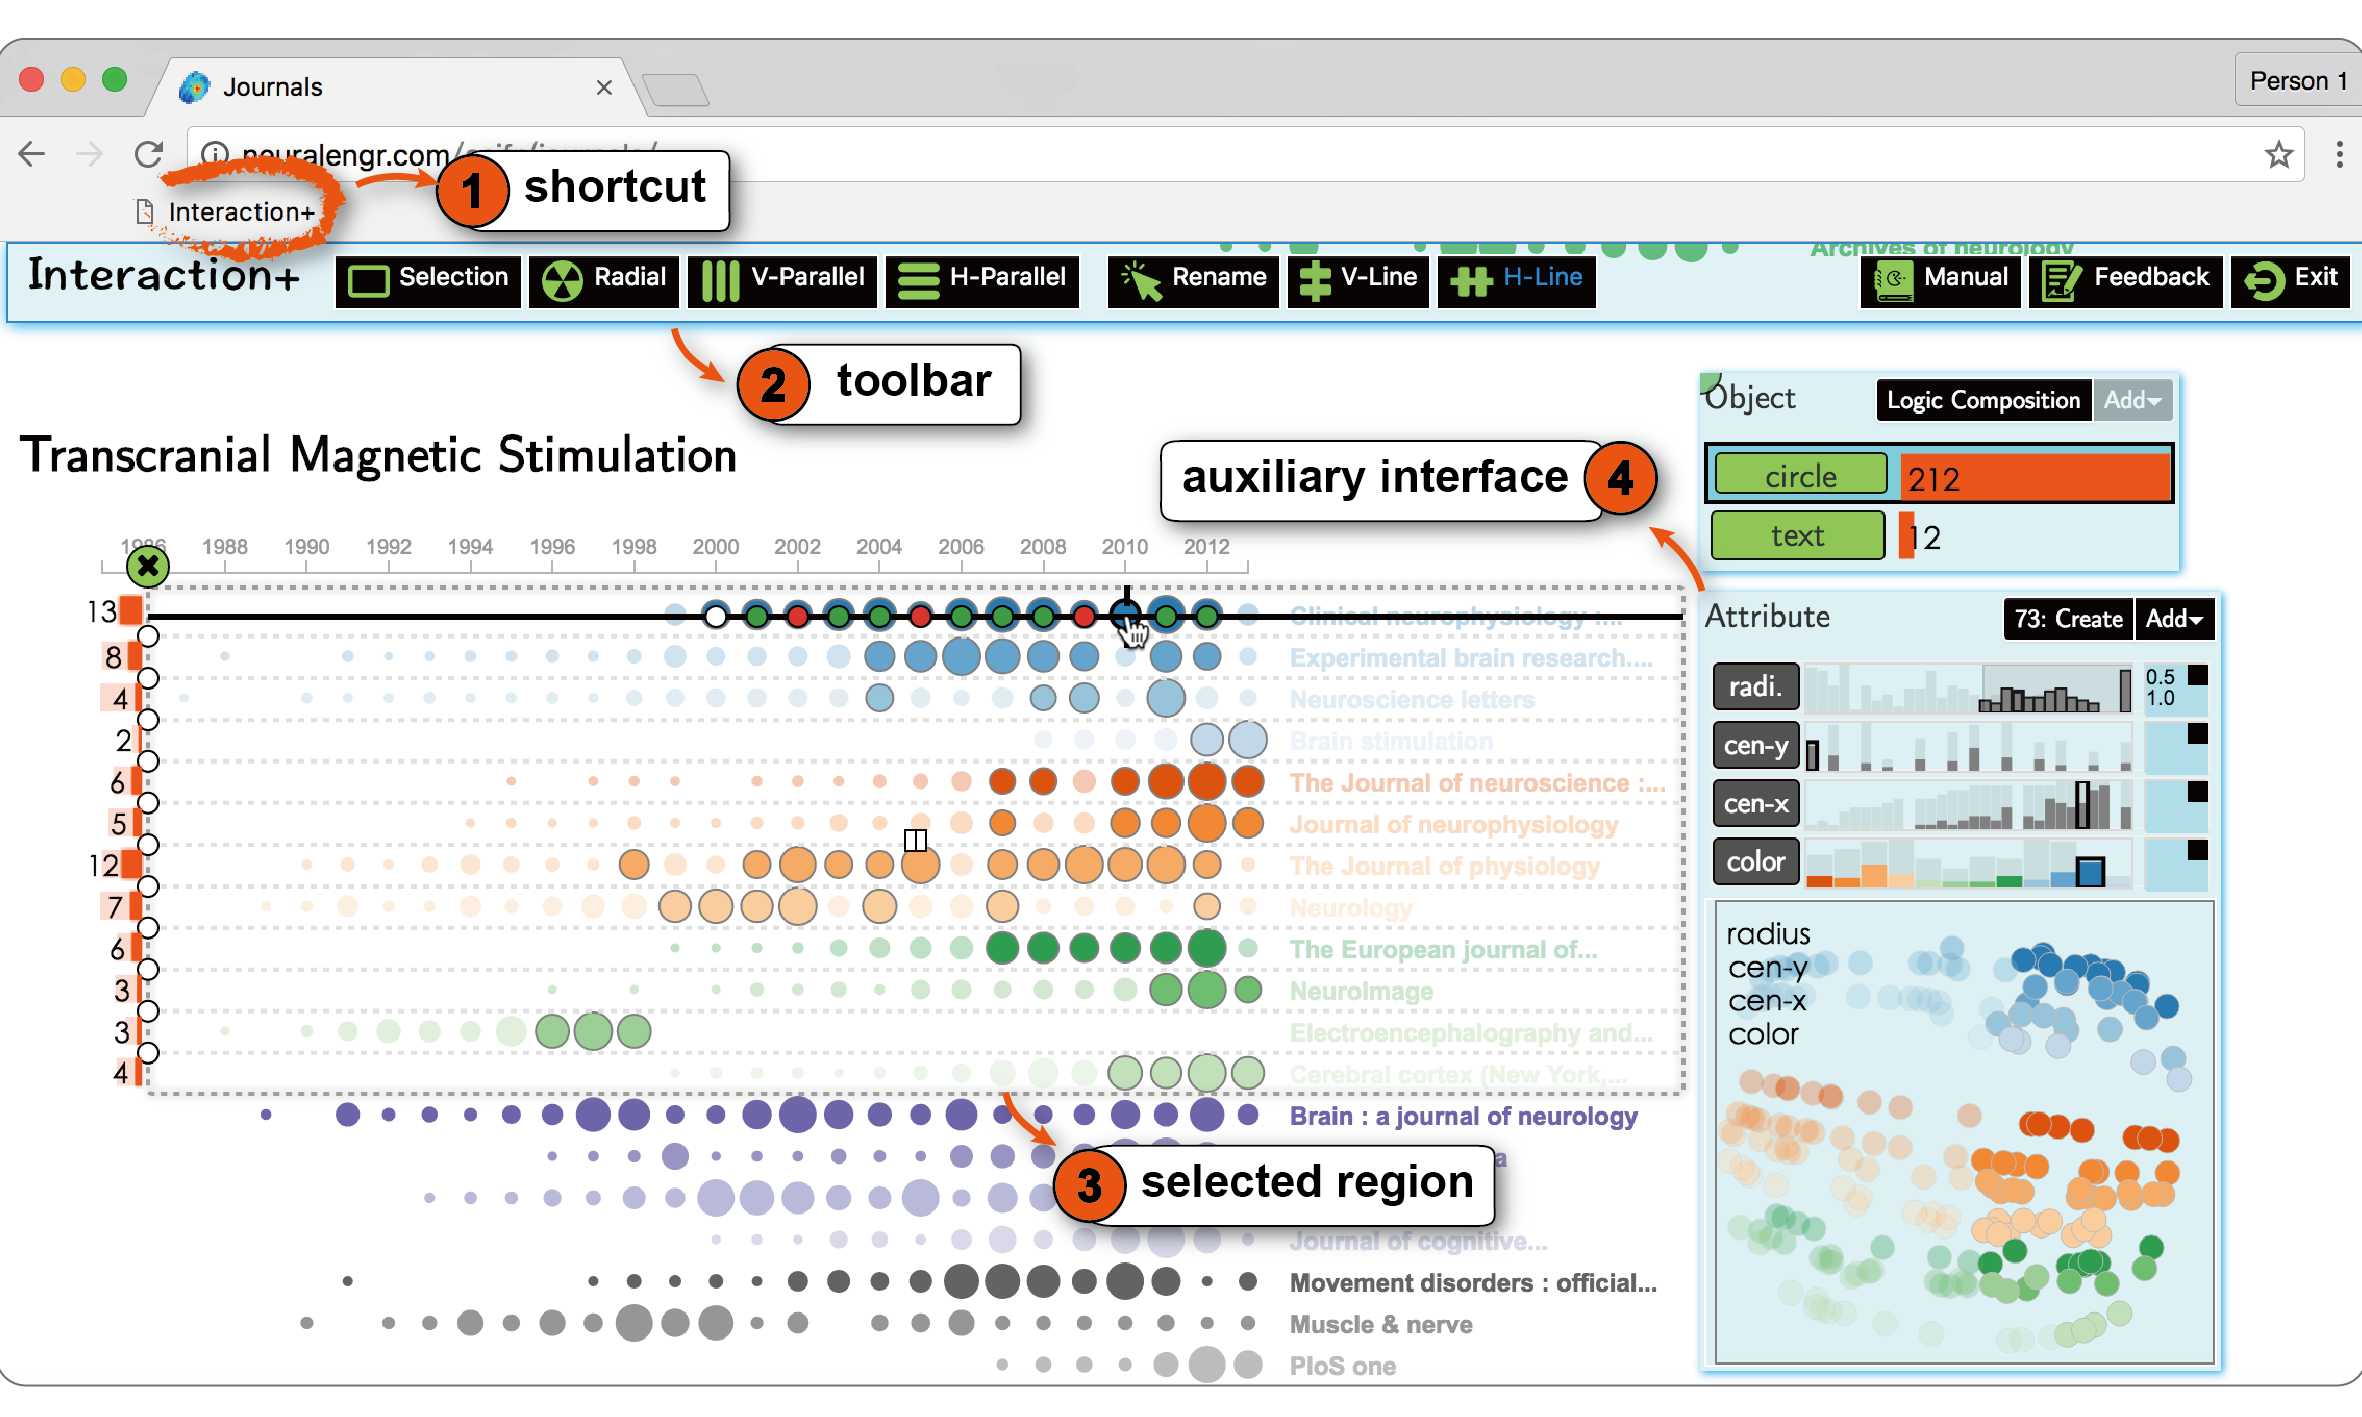 Journals
Person 1
neuralengr.com/
1 shortcut
Interaction+
Archives of neurology
Interaction+ Selection Radial V-Parallel H-Parallel Rename V-Line H-Line Manual Feedback Exit
2 toolbar
Object Logic Composition Add
Transcranial Magnetic Stimulation
auxiliary interface 4
circle 212
text 12
1986 1988 1990 1992 1994 1996 1998 2000 2002 2004 2006 2008 2010 2012
Attribute 73: Create Add
13 Clinical neurophysiology :...
8 Experimental brain research....
4 Neuroscience letters
2 Brain stimulation
6 The Journal of neuroscience :...
5 Journal of neurophysiology
12 The Journal of physiology
7 Neurology
6 The European journal of...
3 NeuroImage
3 Electroencephalography and...
4 Cerebral cortex (New York,...
radi. 0.5
1.0
cen-y
cen-x
color
radius
cen-y
cen-x
color
Brain : a journal of neurology
a
3 selected region
Journal of cognitive...
Movement disorders : official...
Muscle & nerve
PloS one